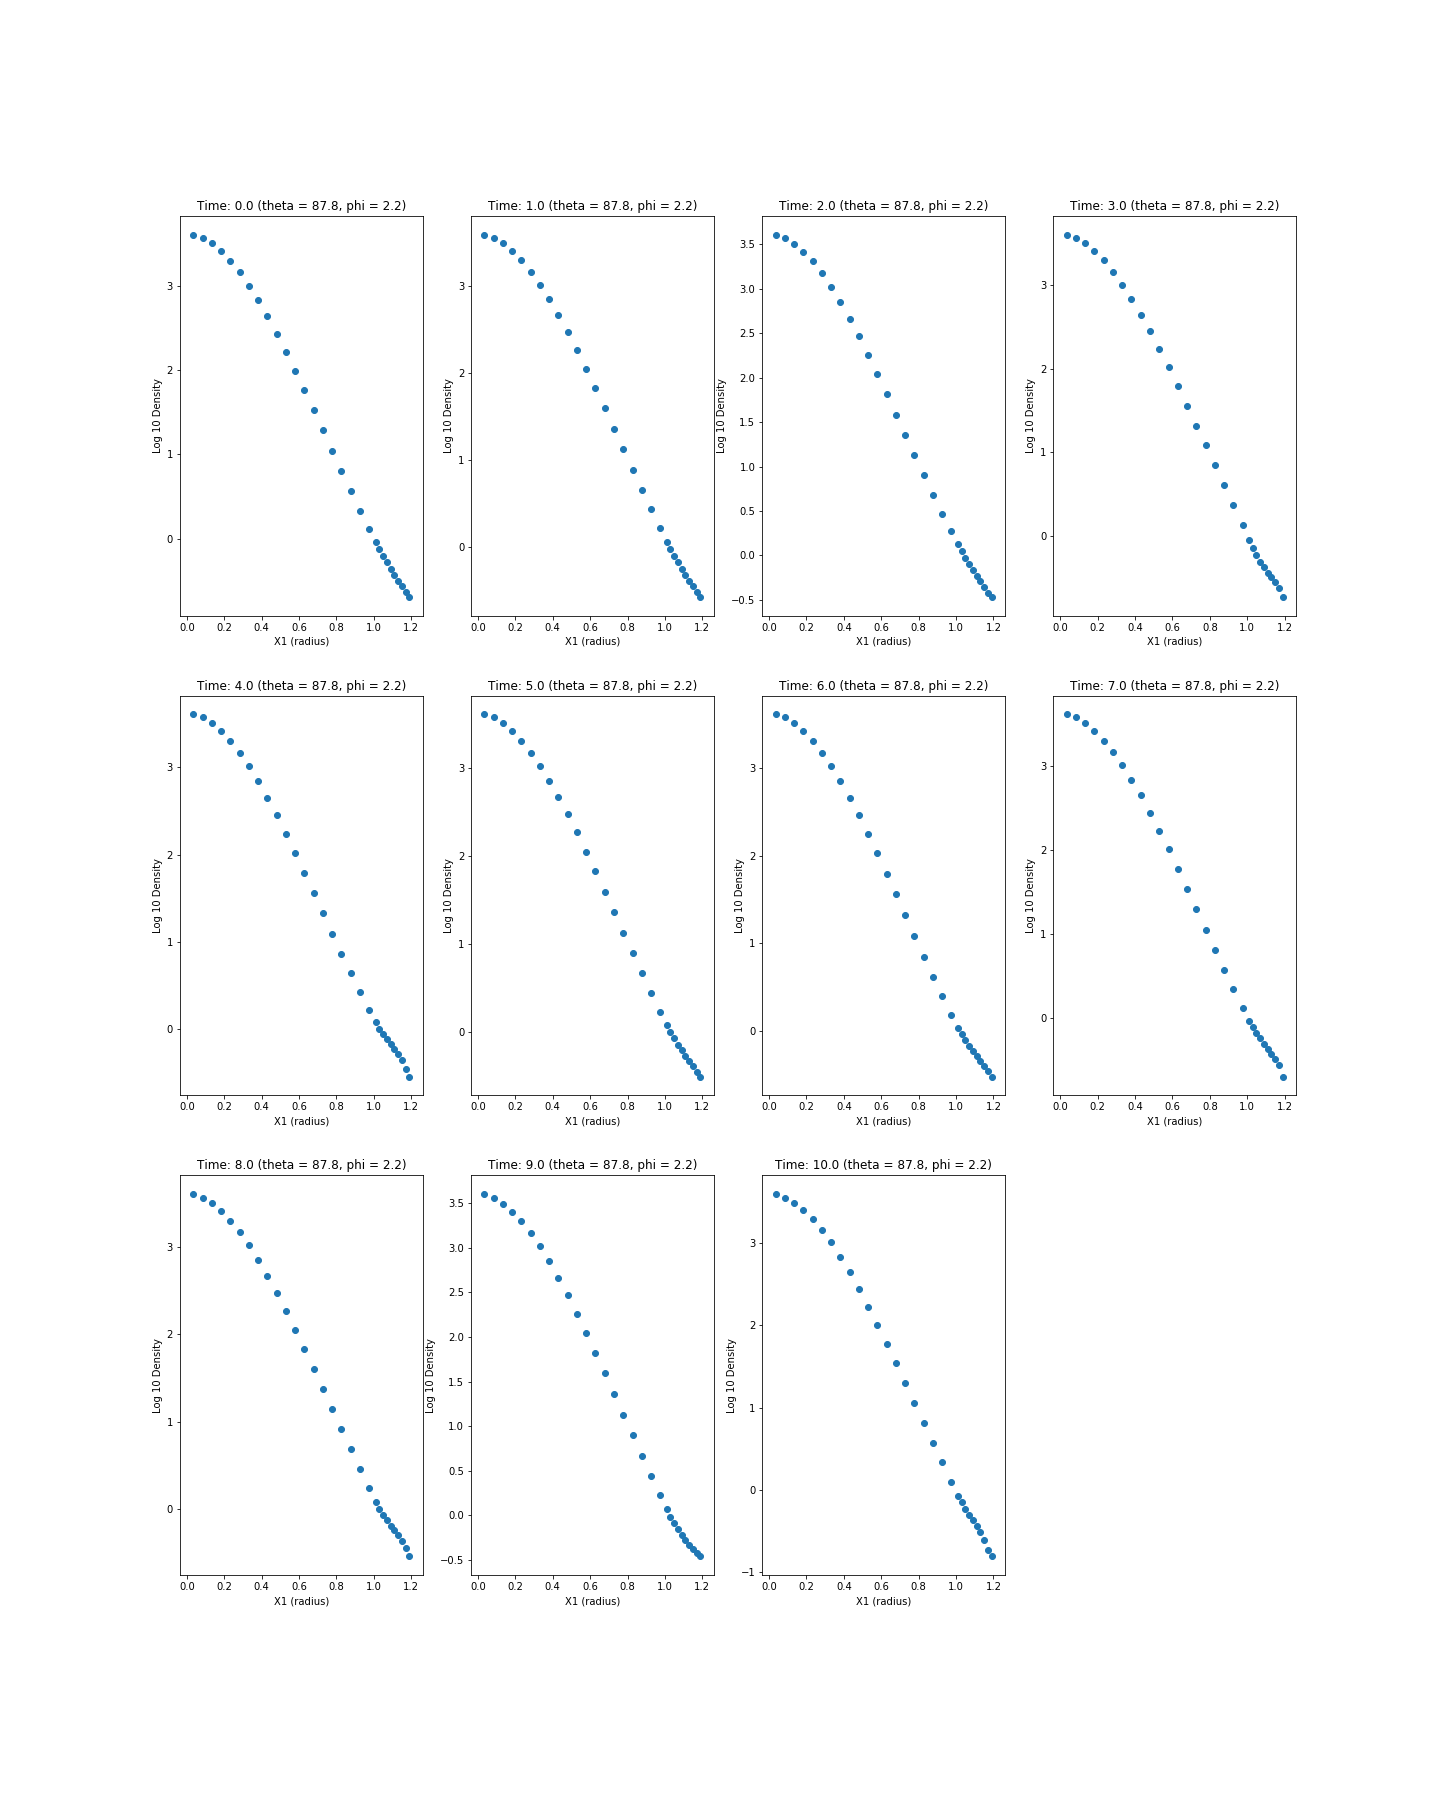 Time: 0.0 (theta = 87.8, phi = 2.2)
Log 10 Density
3
2
1
0
0.0 0.2 0.4 0.6 0.8 1.0 1.2
X1 (radius)
Time: 1.0 (theta = 87.8, phi = 2.2)
Log 10 Density
3
2
1
0
0.0 0.2 0.4 0.6 0.8 1.0 1.2
X1 (radius)
Time: 2.0 (theta = 87.8, phi = 2.2)
Log 10 Density
3.5
3.0
2.5
2.0
1.5
1.0
0.5
0.0
−0.5
0.0 0.2 0.4 0.6 0.8 1.0 1.2
X1 (radius)
Time: 3.0 (theta = 87.8, phi = 2.2)
Log 10 Density
3
2
1
0
0.0 0.2 0.4 0.6 0.8 1.0 1.2
X1 (radius)
Time: 4.0 (theta = 87.8, phi = 2.2)
Log 10 Density
3
2
1
0
0.0 0.2 0.4 0.6 0.8 1.0 1.2
X1 (radius)
Time: 5.0 (theta = 87.8, phi = 2.2)
Log 10 Density
3
2
1
0
0.0 0.2 0.4 0.6 0.8 1.0 1.2
X1 (radius)
Time: 6.0 (theta = 87.8, phi = 2.2)
Log 10 Density
3
2
1
0
0.0 0.2 0.4 0.6 0.8 1.0 1.2
X1 (radius)
Time: 7.0 (theta = 87.8, phi = 2.2)
Log 10 Density
3
2
1
0
0.0 0.2 0.4 0.6 0.8 1.0 1.2
X1 (radius)
Time: 8.0 (theta = 87.8, phi = 2.2)
Log 10 Density
3
2
1
0
0.0 0.2 0.4 0.6 0.8 1.0 1.2
X1 (radius)
Time: 9.0 (theta = 87.8, phi = 2.2)
Log 10 Density
3.5
3.0
2.5
2.0
1.5
1.0
0.5
0.0
−0.5
0.0 0.2 0.4 0.6 0.8 1.0 1.2
X1 (radius)
Time: 10.0 (theta = 87.8, phi = 2.2)
Log 10 Density
3
2
1
0
−1
0.0 0.2 0.4 0.6 0.8 1.0 1.2
X1 (radius)